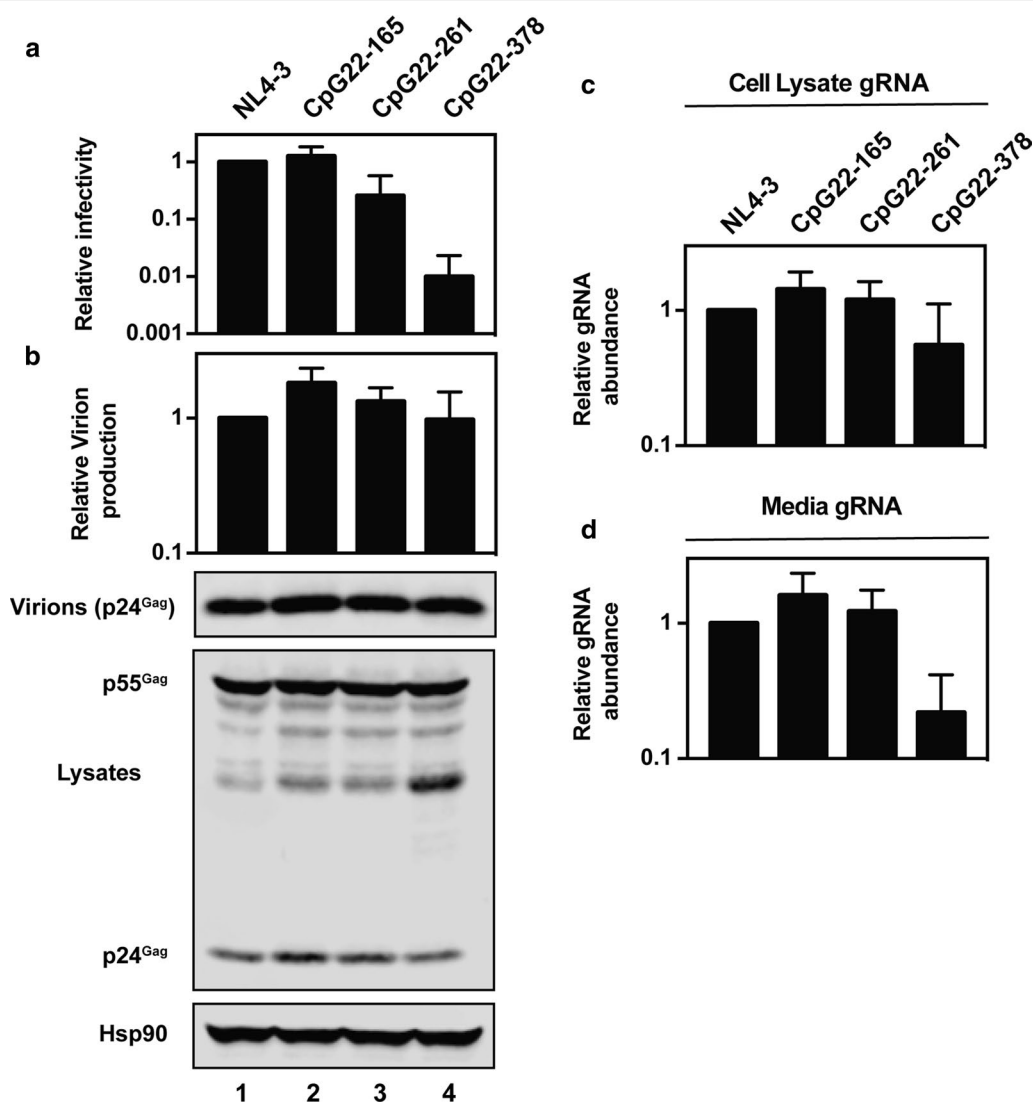 a
NL4-3
CpG22-165
CpG22-261
CpG22-378
Relative infectivity
1
0.1
0.01
0.001
b
Relative Virion
production
1
0.1
Virions (p24Gag)
p55Gag
Lysates
p24Gag
Hsp90
1 2 3 4
c
Cell Lysate gRNA
NL4-3
CpG22-165
CpG22-261
CpG22-378
Relative gRNA
abundance
1
0.1
d
Media gRNA
Relative gRNA
abundance
1
0.1